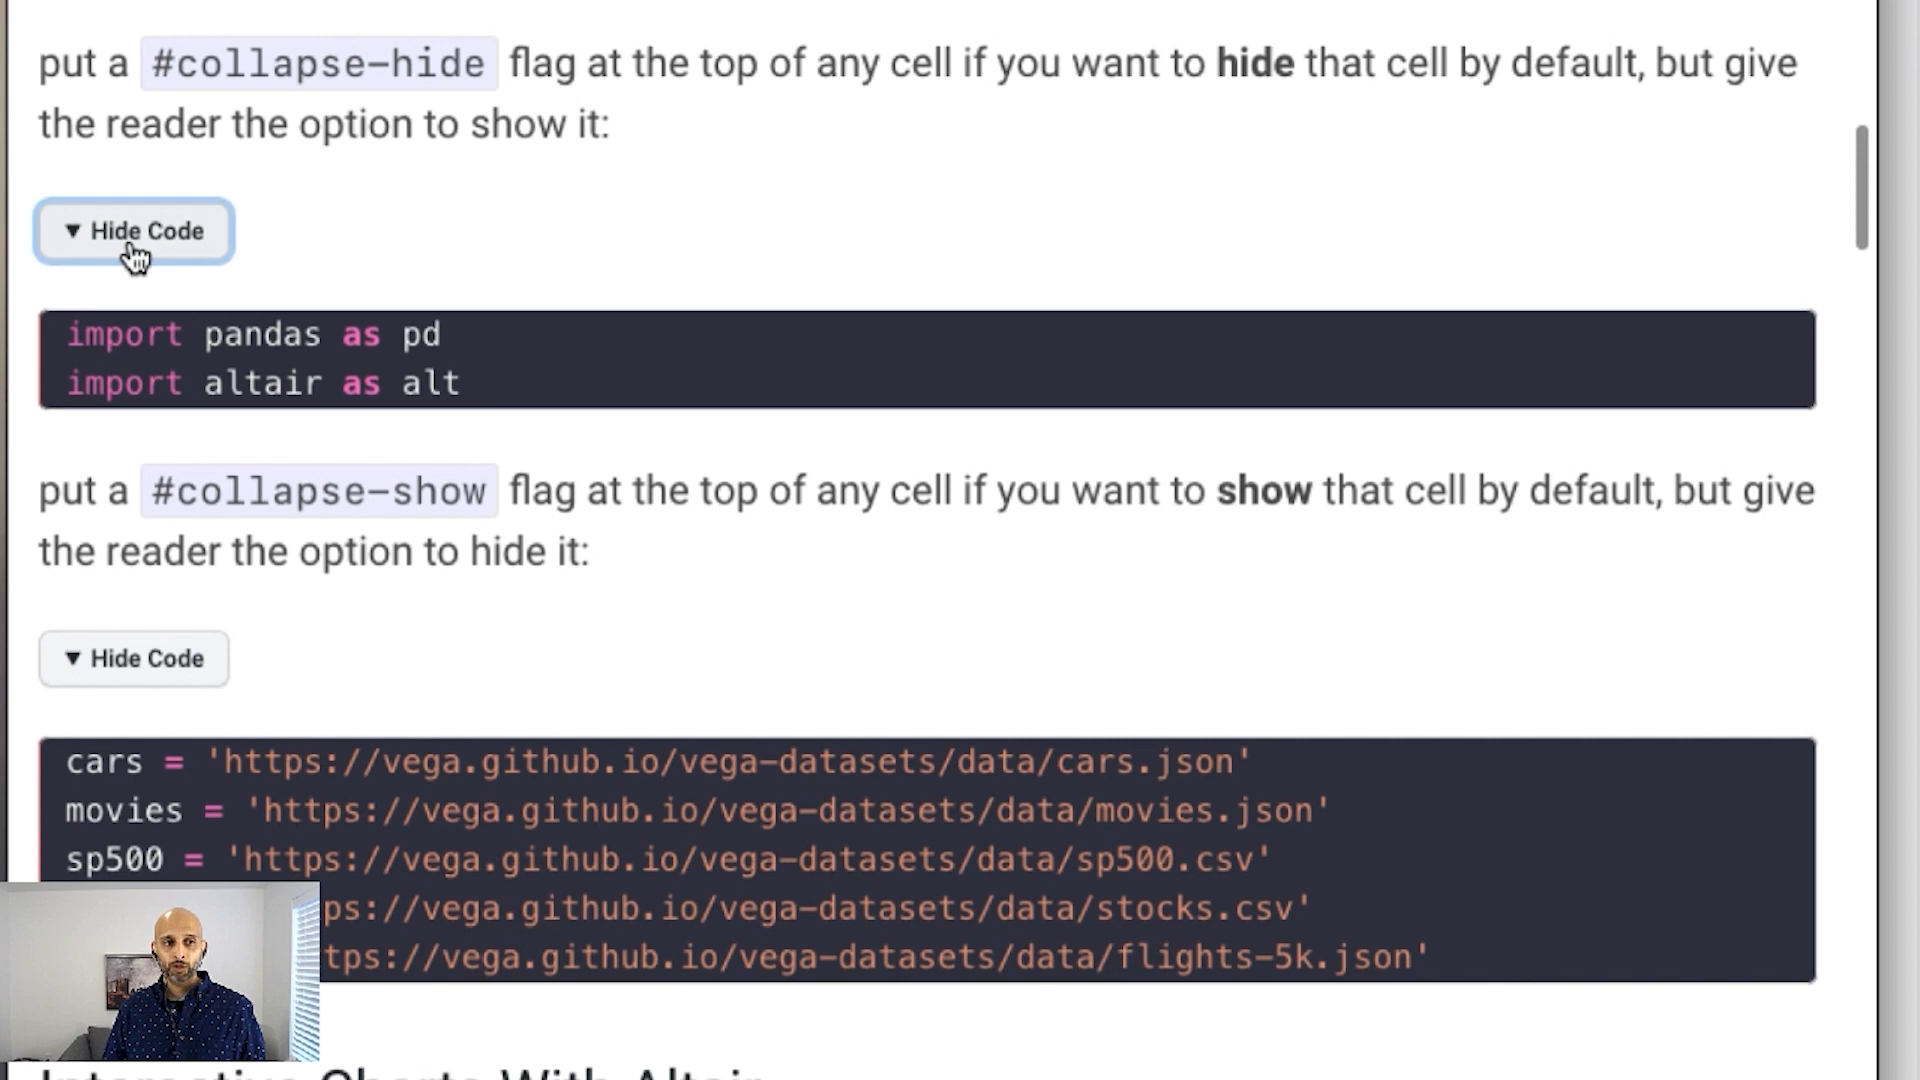 put a #collapse-hide flag at the top of any cell if you want to hide that cell by default, but give
the reader the option to show it:
▼ Hide Code
import pandas as pd
import altair as alt
put a #collapse-show flag at the top of any cell if you want to show that cell by default, but give
the reader the option to hide it:
▼ Hide Code
cars = 'https://vega.github.io/vega-datasets/data/cars.json'
movies = 'https://vega.github.io/vega-datasets/data/movies.json'
sp500 = 'https://vega.github.io/vega-datasets/data/sp500.csv'
ps://vega.github.io/vega-datasets/data/stocks.csv'
tps://vega.github.io/vega-datasets/data/flights-5k.json'
Interactive Charts With Altair